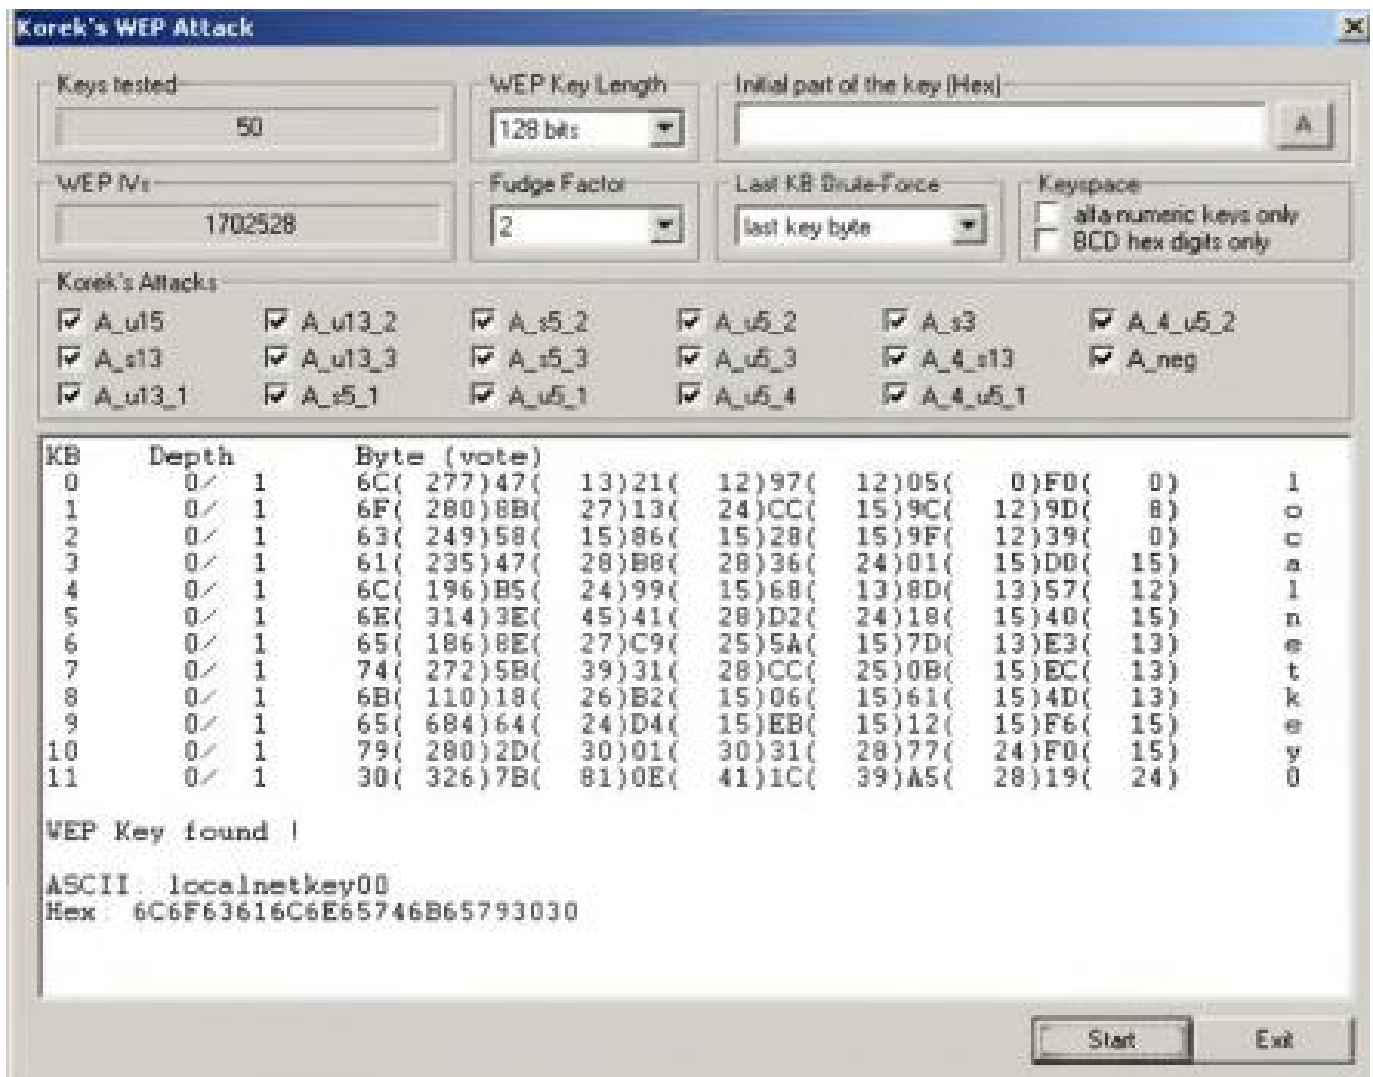 Korek's WEP Attack
Keys tested
50
WEP Key Length
128 bits
Initial part of the key (Hex)
A
WEP IVs
1702528
Fudge Factor
2
Last KB Brute-Force
last key byte
Keyspace
alfa-numeric keys only
BCD hex digits only
Korek's Attacks
A_u15 A_u13_2 A_s5_2 A_u5_2 A_s3 A_4_u5_2
A_s13 A_u13_3 A_s5_3 A_u5_3 A_4_s13 A_neg
A_u13_1 A_s5_1 A_u5_1 A_u5_4 A_4_u5_1
KB Depth Byte (vote)
0 0/ 1 6C( 277)47( 13)21( 12)97( 12)05( 0)F0( 0) l
1 0/ 1 6F( 280)8B( 27)13( 24)CC( 15)9C( 12)9D( 8) o
2 0/ 1 63( 249)58( 15)86( 15)28( 15)9F( 12)39( 0) c
3 0/ 1 61( 235)47( 28)B8( 28)36( 24)01( 15)D0( 15) a
4 0/ 1 6C( 196)B5( 24)99( 15)68( 13)8D( 13)57( 12) l
5 0/ 1 6E( 314)3E( 45)41( 28)D2( 24)18( 15)40( 15) n
6 0/ 1 65( 186)8E( 27)C9( 25)5A( 15)7D( 13)E3( 13) e
7 0/ 1 74( 272)5B( 39)31( 28)CC( 25)0B( 15)EC( 13) t
8 0/ 1 6B( 110)18( 26)B2( 15)06( 15)61( 15)4D( 13) k
9 0/ 1 65( 684)64( 24)D4( 15)EB( 15)12( 15)F6( 15) e
10 0/ 1 79( 280)2D( 30)01( 30)31( 28)77( 24)F0( 15) y
11 0/ 1 30( 326)7B( 81)0E( 41)1C( 39)A5( 28)19( 24) 0
WEP Key found !
ASCII: localnetkey00
Hex: 6C6F63616C6E65746B65793030
Start
Exit